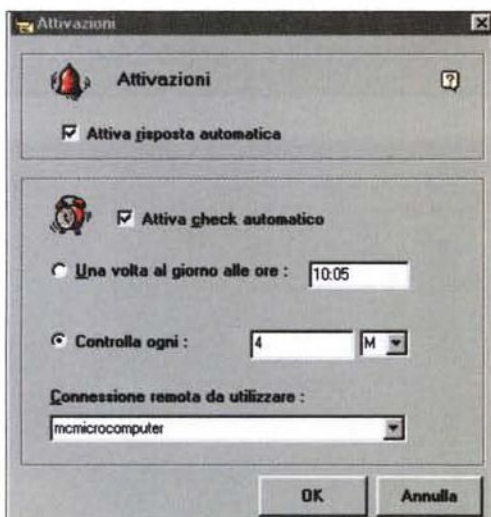 Attivazioni
Attivazioni
Attiva risposta automatica
Attiva check automatico
Una volta al giorno alle ore : 10:05
Controlla ogni : 4 M
Connessione remota da utilizzare :
mcmicrocomputer
OK Annulla